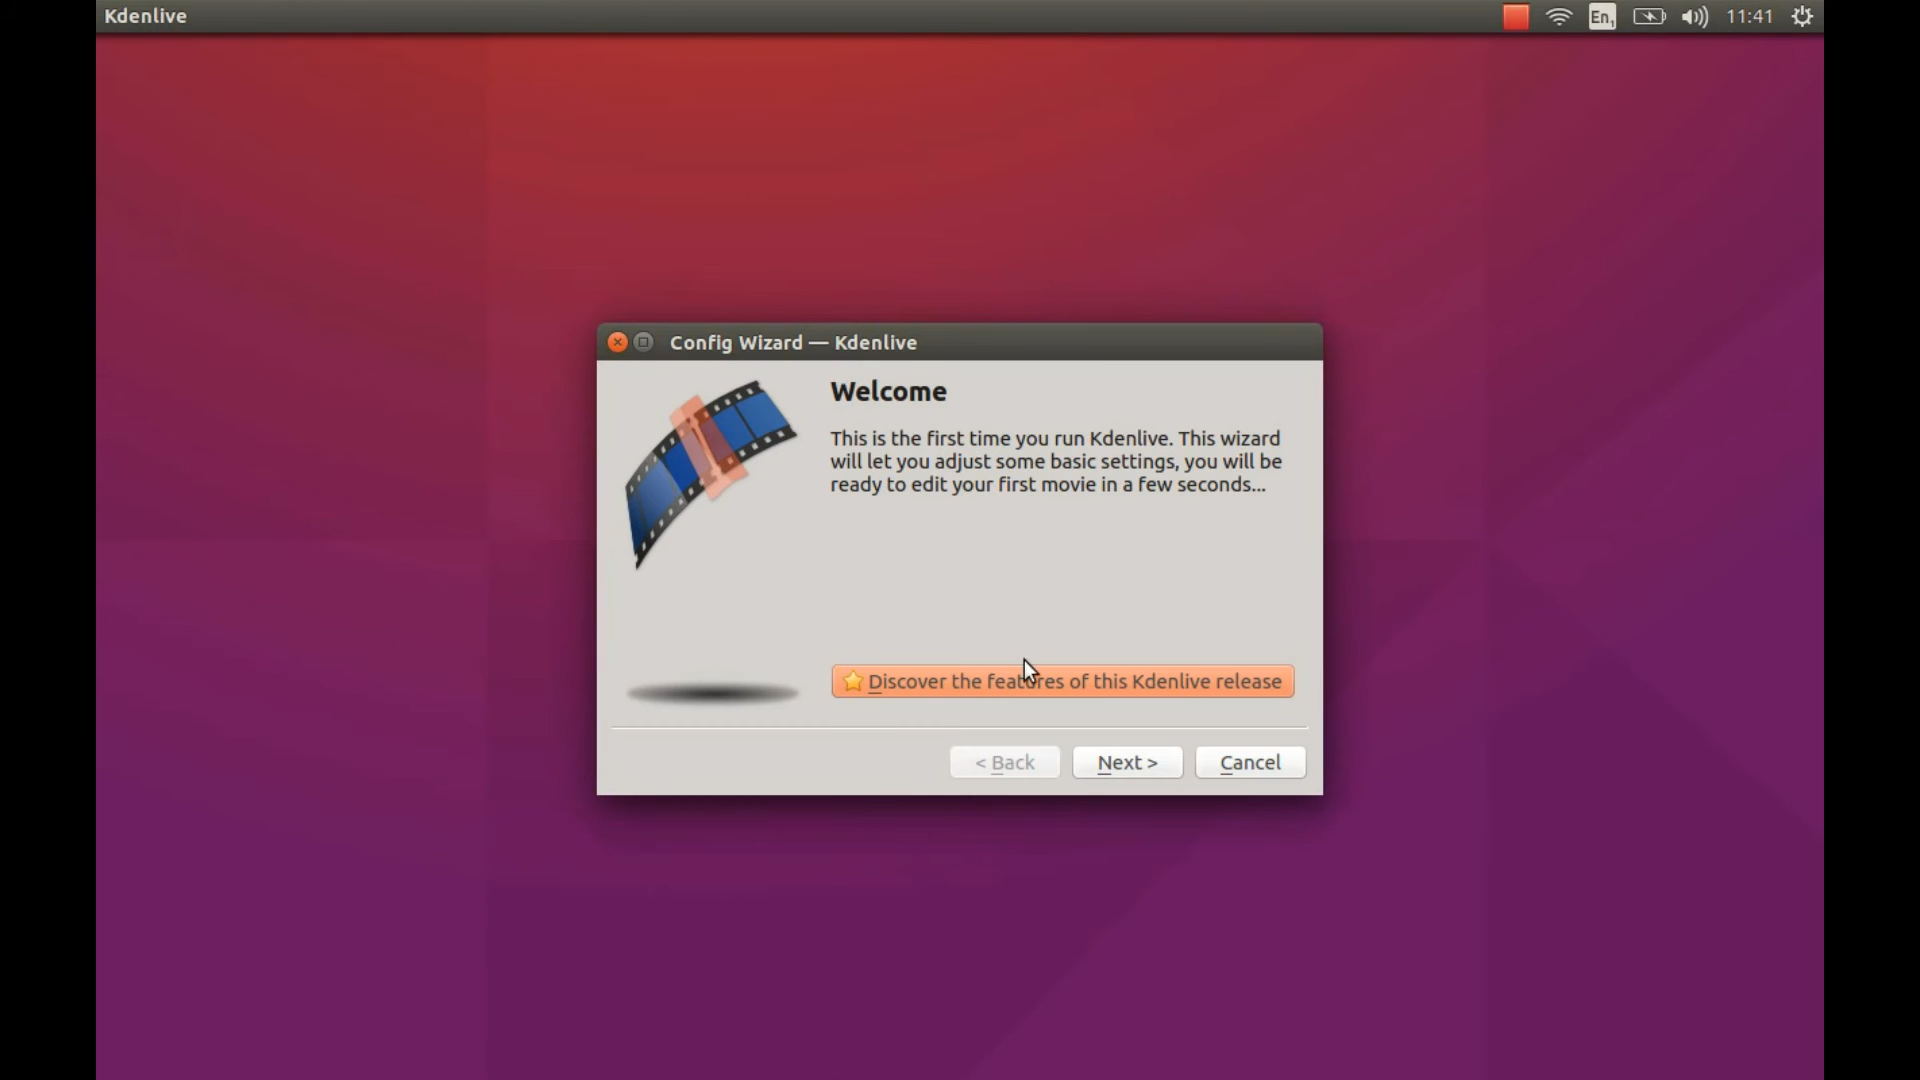 Kdenlive
En1
11:41
Config Wizard — Kdenlive
Welcome
This is the first time you run Kdenlive. This wizard
will let you adjust some basic settings, you will be
ready to edit your first movie in a few seconds...
Discover the features of this Kdenlive release
< Back
Next >
Cancel